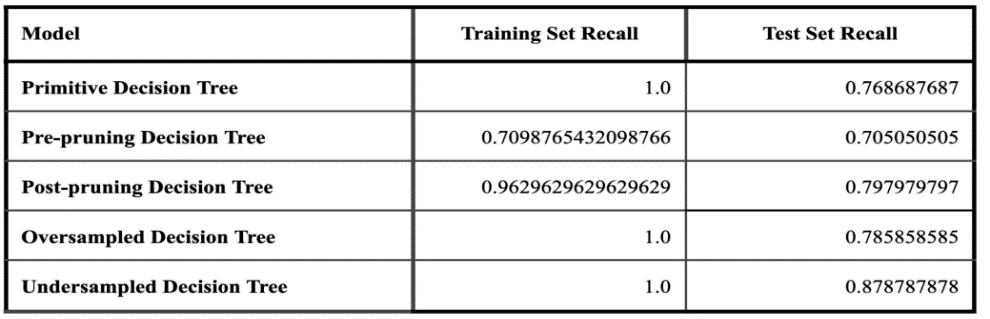 Model Training Set Recall Test Set Recall
Primitive Decision Tree 1.0 0.768687687
Pre-pruning Decision Tree 0.7098765432098766 0.705050505
Post-pruning Decision Tree 0.9629629629629629 0.797979797
Oversampled Decision Tree 1.0 0.785858585
Undersampled Decision Tree 1.0 0.878787878